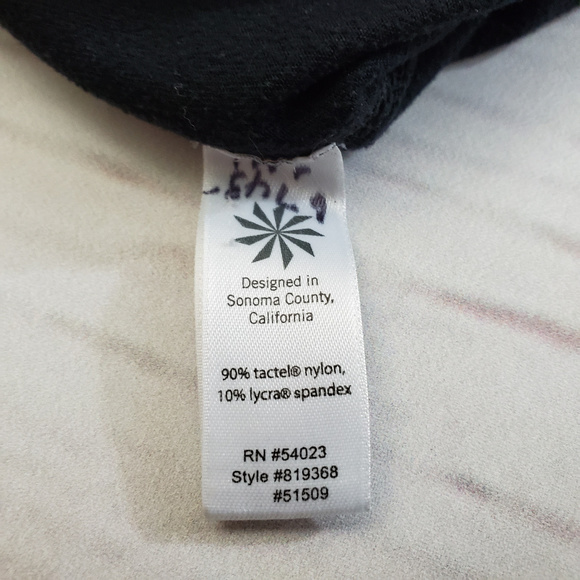 Designed in
Sonoma County,
California
90% tactel® nylon,
10% lycra® spandex
RN #54023
Style #819368
#51509